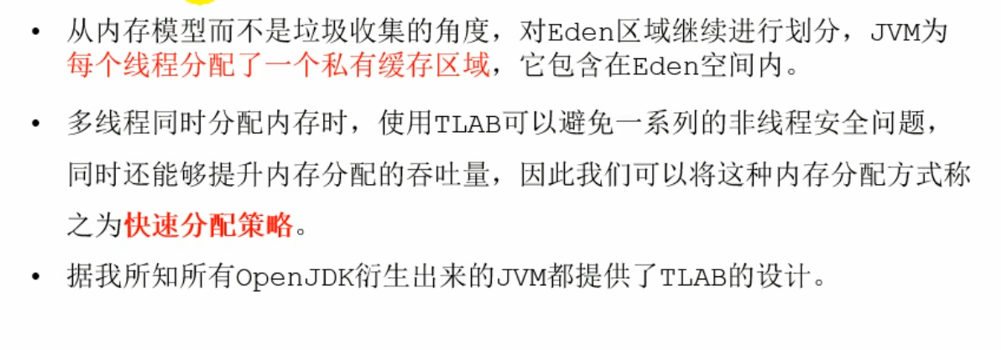 • 从内存模型而不是垃圾收集的角度，对Eden区域继续进行划分，JVM为
每个线程分配了一个私有缓存区域，它包含在Eden空间内。
• 多线程同时分配内存时，使用TLAB可以避免一系列的非线程安全问题，
同时还能够提升内存分配的吞吐量，因此我们可以将这种内存分配方式称
之为快速分配策略。
• 据我所知所有OpenJDK衍生出来的JVM都提供了TLAB的设计。